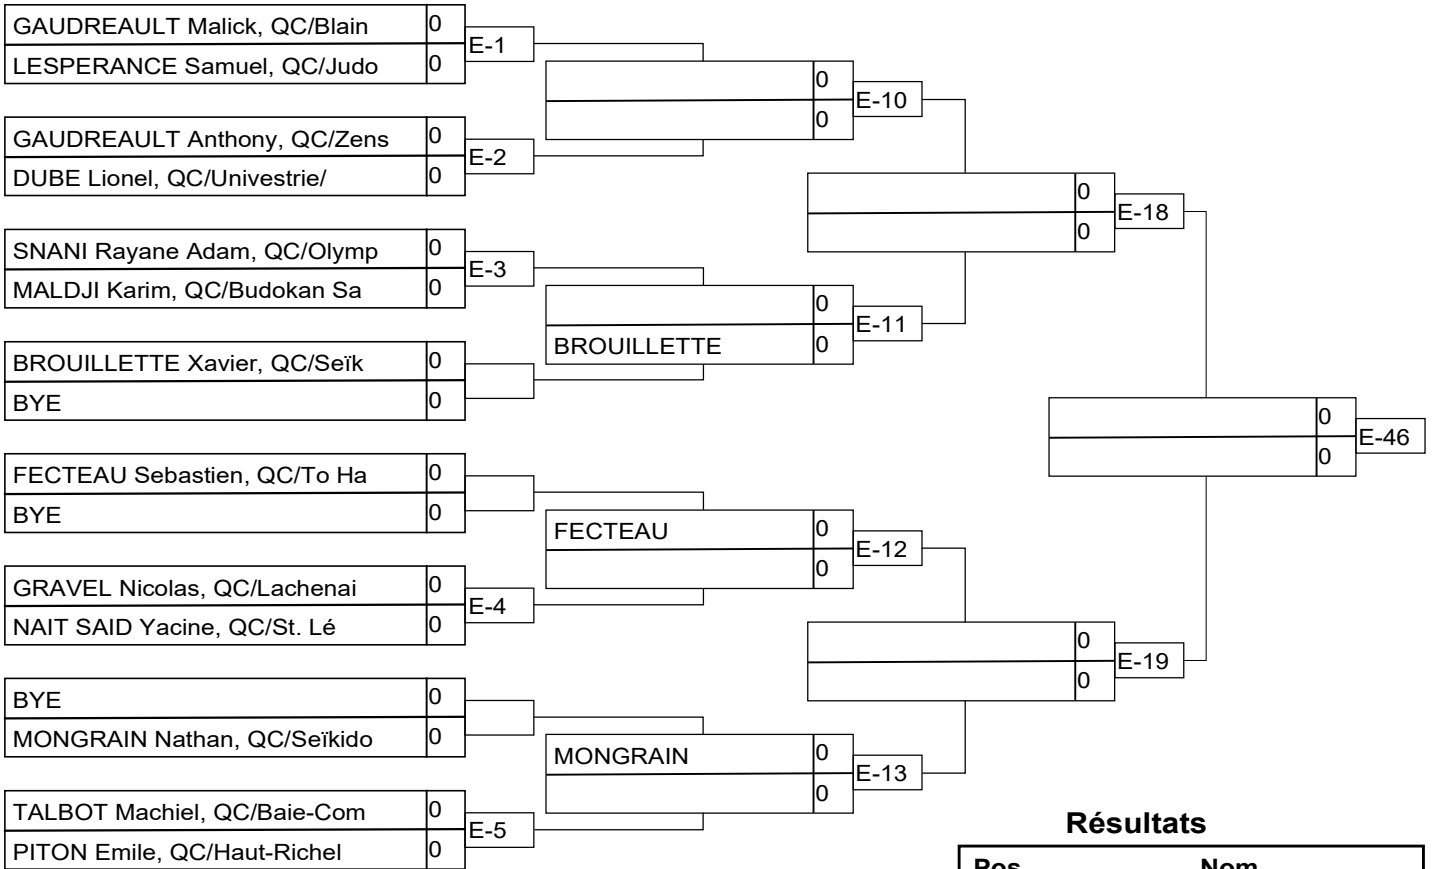 GAUDREAULT Malick, QC/Blain 0
LESPERANCE Samuel, QC/Judo 0
E-1
GAUDREAULT Anthony, QC/Zens 0
DUBE Lionel, QC/Univestrie/ 0
E-2
SNANI Rayane Adam, QC/Olymp 0
MALDJI Karim, QC/Budokan Sa 0
E-3
BROUILLETTE Xavier, QC/Seïk 0
BYE 0
FECTEAU Sebastien, QC/To Ha 0
BYE 0
GRAVEL Nicolas, QC/Lachenai 0
NAIT SAID Yacine, QC/St. Lé 0
E-4
BYE 0
MONGRAIN Nathan, QC/Seïkido 0
TALBOT Machiel, QC/Baie-Com 0
PITON Emile, QC/Haut-Richel 0
E-5
0
0
E-10
0
BROUILLETTE 0
E-11
FECTEAU 0
0
E-12
MONGRAIN 0
0
E-13
0
0
E-18
0
0
E-19
0
0
E-46
Résultats
Pos Nom